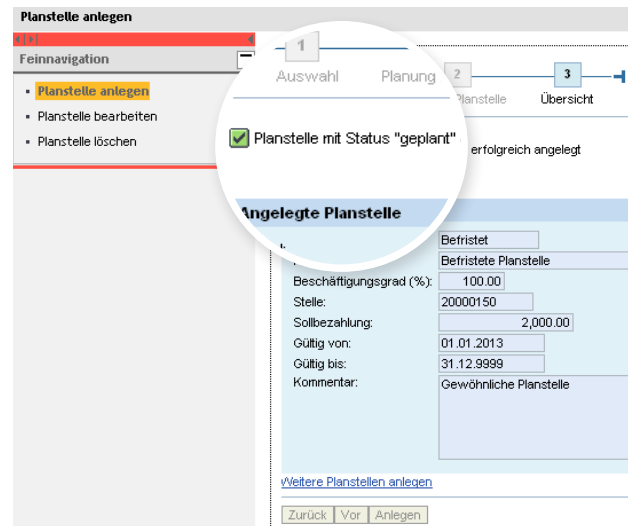 Planstelle anlegen
Feinnavigation
Planstelle anlegen
Planstelle bearbeiten
Planstelle löschen
1
2
3
Auswahl Planung Planstelle Übersicht
Planstelle mit Status "geplant" erfolgreich angelegt
Angelegte Planstelle
Befristet
Befristete Planstelle
Beschäftigungsgrad (%): 100.00
Stelle: 20000150
Sollbezahlung: 2,000.00
Gültig von: 01.01.2013
Gültig bis: 31.12.9999
Kommentar: Gewöhnliche Planstelle
Weitere Planstellen anlegen
Zurück Vor Anlegen